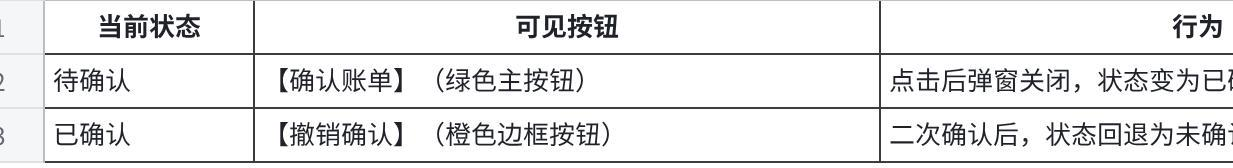 当前状态 可见按钮 行为
2 待确认 【确认账单】（绿色主按钮） 点击后弹窗关闭，状态变为已
3 已确认 【撤销确认】（橙色边框按钮） 二次确认后，状态回退为未确